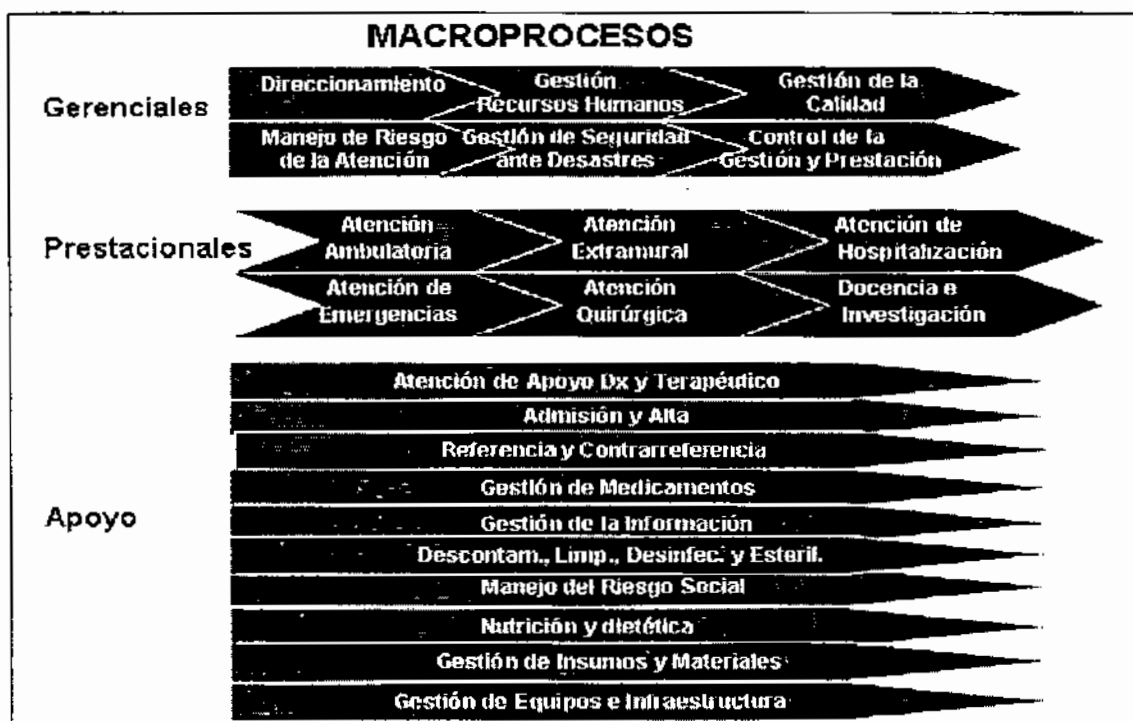 MACROPROCESOS
Gerenciales
Direccionamiento
Gestión
Recursos Humanos
Gestión de la
Calidad
Manejo de Riesgo
de la Atención
Gestión de Seguridad
ante Desastres
Control de la
Gestión y Prestación
Prestacionales
Atención
Ambulatoria
Atención
Extramural
Atención de
Hospitalización
Atención de
Emergencias
Atención
Quirúrgica
Docencia e
Investigación
Apoyo
Atención de Apoyo Dx y Terapéutico
Admisión y Alta
Referencia y Contrarreferencia
Gestión de Medicamentos
Gestión de la Información
Descontam., Limp., Desinfec. y Esteril.
Manejo del Riesgo Social
Nutrición y dietética
Gestión de Insumos y Materiales
Gestión de Equipos e Infraestructura